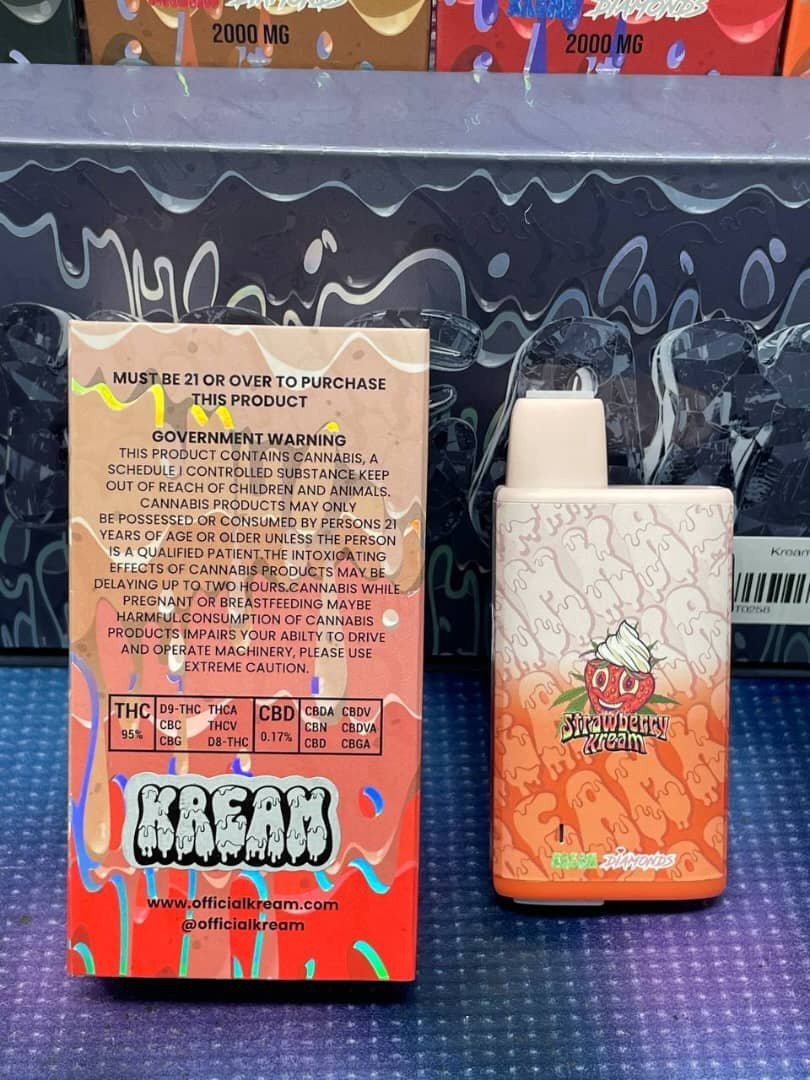 KREAM DIAMONDS
2000 MG
KREAM DIAMONDS
2000 MG
MUST BE 21 OR OVER TO PURCHASE
THIS PRODUCT
GOVERNMENT WARNING
THIS PRODUCT CONTAINS CANNABIS, A
SCHEDULE I CONTROLLED SUBSTANCE KEEP
OUT OF REACH OF CHILDREN AND ANIMALS.
CANNABIS PRODUCTS MAY ONLY
BE POSSESSED OR CONSUMED BY PERSONS 21
YEARS OF AGE OR OLDER UNLESS THE PERSON
IS A QUALIFIED PATIENT.THE INTOXICATING
EFFECTS OF CANNABIS PRODUCTS MAY BE
DELAYING UP TO TWO HOURS.CANNABIS WHILE
PREGNANT OR BREASTFEEDING MAYBE
HARMFUL.CONSUMPTION OF CANNABIS
PRODUCTS IMPAIRS YOUR ABILTY TO DRIVE
AND OPERATE MACHINERY, PLEASE USE
EXTREME CAUTION.
THC D9-THC THCA CBD CBDA CBDV
95% CBC THCV 0.17% CBN CBDVA
CBG D8-THC CBD CBGA
KREAM
www.officialkream.com
@officialkream
Strawberry
Kream
KREAM DIAMONDS
Kream
T0258